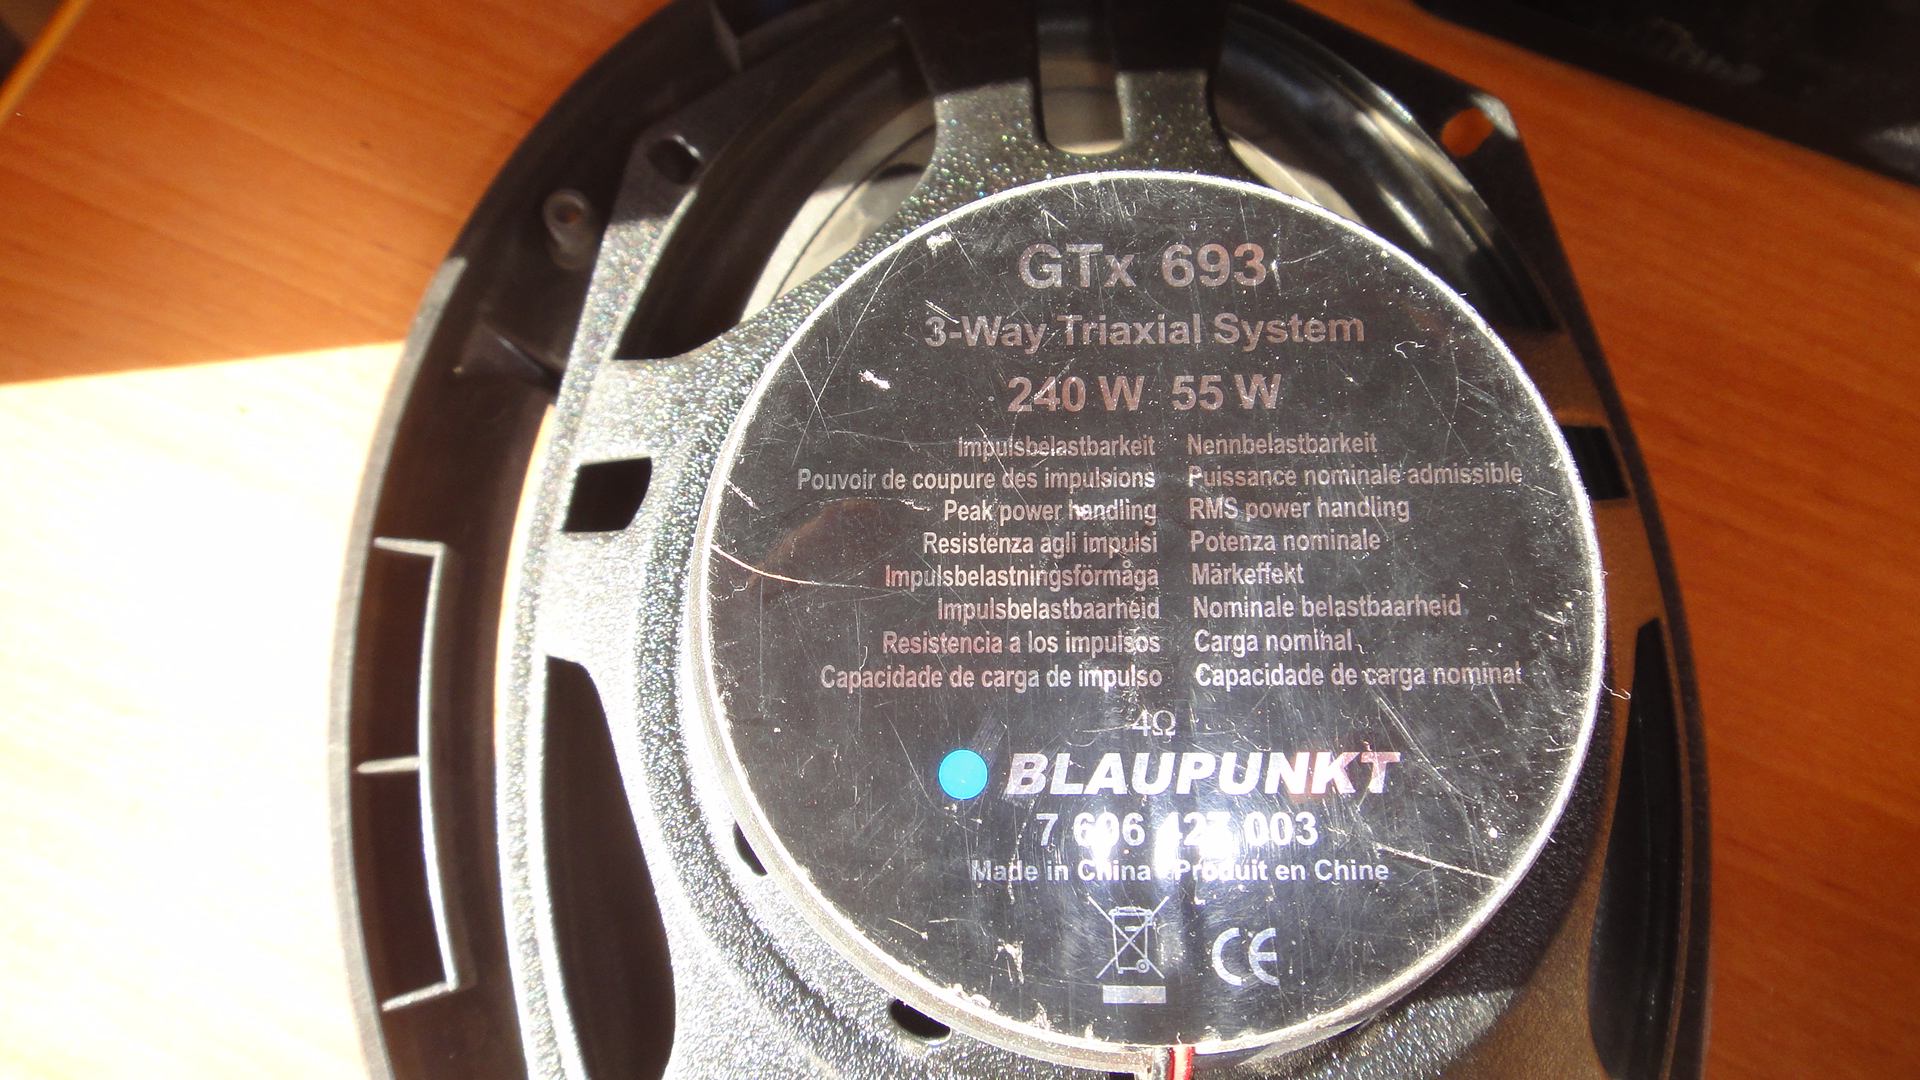 GTx 693
3-Way Triaxial System
240 W 55 W
Impulsbelastbarkeit Nennbelastbarkeit
Pouvoir de coupure des impulsions Puissance nominale admissible
Peak power handling RMS power handling
Resistenza agli impulsi Potenza nominale
Impulsbelastningsförmåga Märkeffekt
Impulsbelastbaarheid Nominale belastbaarheid
Resistencia a los impulsos Carga nominal
Capacidade de carga de impulso Capacidade de carga nominal
4Ω
BLAUPUNKT
7 606 427 003
Made in China Produit en Chine
CE